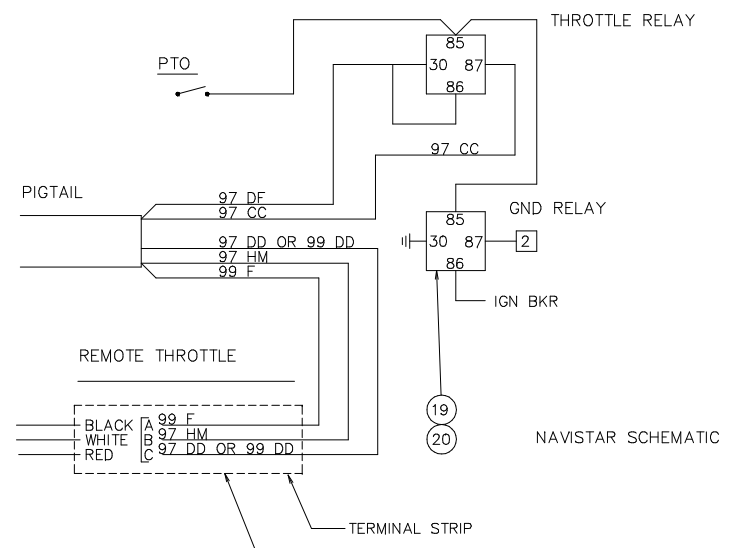 THROTTLE RELAY
85
PTO
30 87
86
97 CC
PIGTAIL
97 DF
97 CC
GND RELAY
85
97 DD OR 99 DD
30 87
2
97 HM
86
99 F
IGN BKR
REMOTE THROTTLE
19
99 F
BLACK A
97 HM
WHITE B
20
NAVISTAR SCHEMATIC
97 DD OR 99 DD
RED C
TERMINAL STRIP